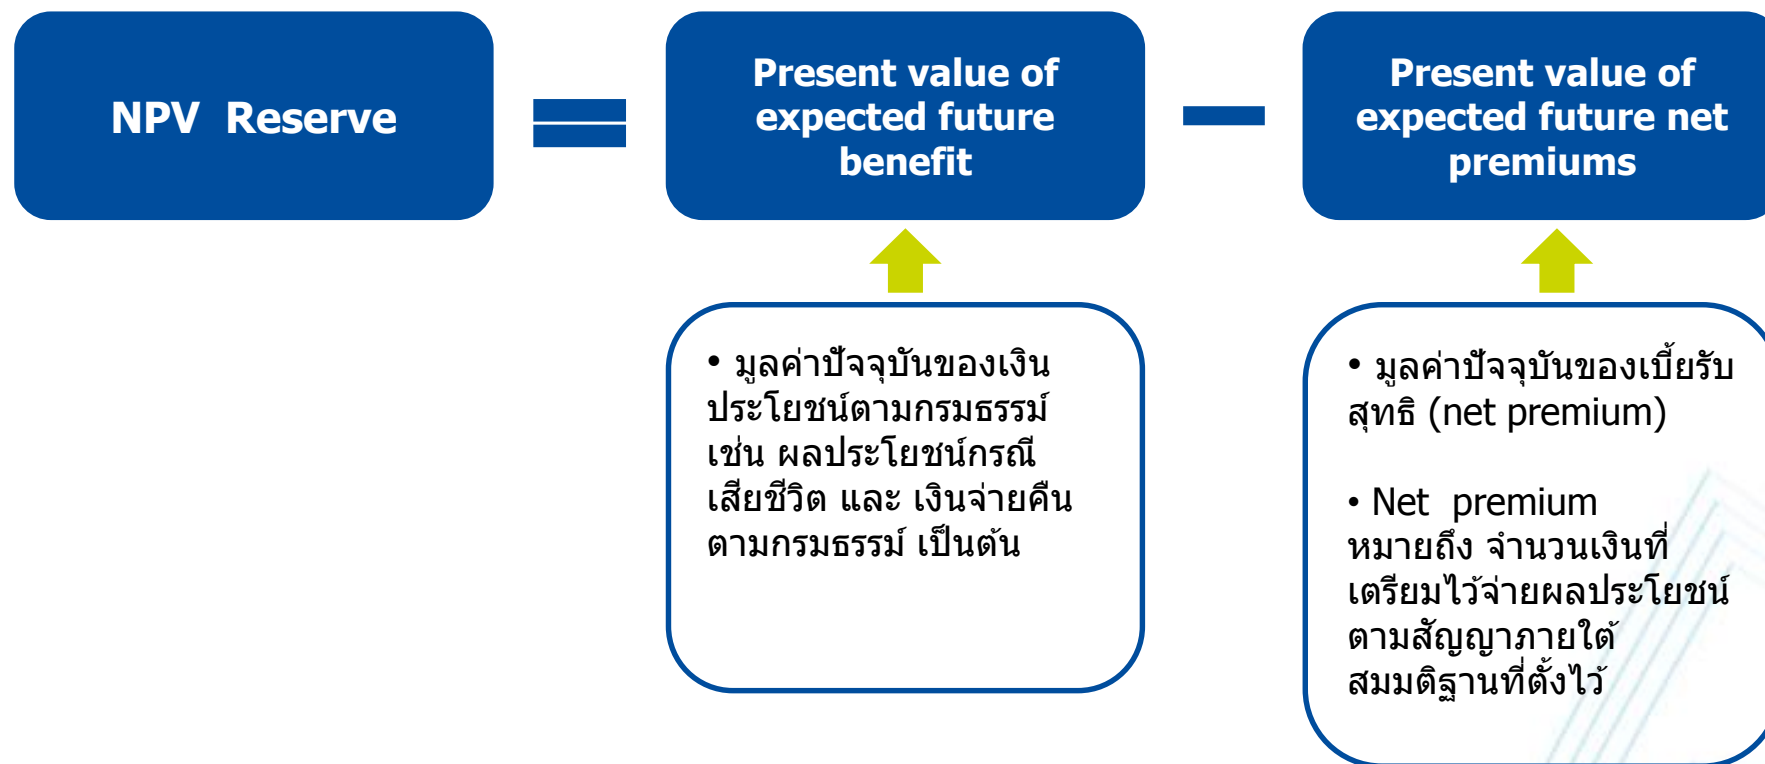 NPV  Reserve
Present value of
expected future
benefit
Present value of
expected future net
premiums
• มูลค่าปัจจุบันของเงิน
ประโยชน์ตามกรมธรรม์
เช่น ผลประโยชน์กรณี
เสียชีวิต และ เงินจ่ายคืน
ตามกรมธรรม์ เป็นต้น
• มูลค่าปัจจุบันของเบี้ยรับ
สุทธิ (net premium)
• Net  premium
หมายถึง จำนวนเงินที่
เตรียมไว้จ่ายผลประโยชน์
ตามสัญญาภายใต้
สมมติฐานที่ตั้งไว้